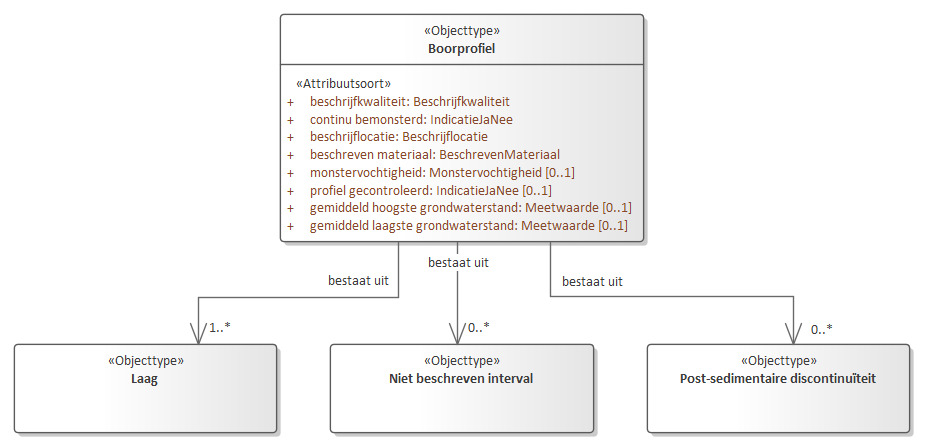 «Objecttype»
Boorprofiel
«Attribuutsoort»
+ beschrijfkwaliteit: Beschrijfkwaliteit
+ continu bemonsterd: IndicatieJaNee
+ beschrijflocatie: Beschrijflocatie
+ beschreven materiaal: BeschrevenMateriaal
+ monstervochtigheid: Monstervochtigheid [0..1]
+ profiel gecontroleerd: IndicatieJaNee [0..1]
+ gemiddeld hoogste grondwaterstand: Meetwaarde [0..1]
+ gemiddeld laagste grondwaterstand: Meetwaarde [0..1]
bestaat uit
bestaat uit
bestaat uit
1..*
0..*
0..*
«Objecttype»
Laag
«Objecttype»
Niet beschreven interval
«Objecttype»
Post-sedimentaire discontinuïteit